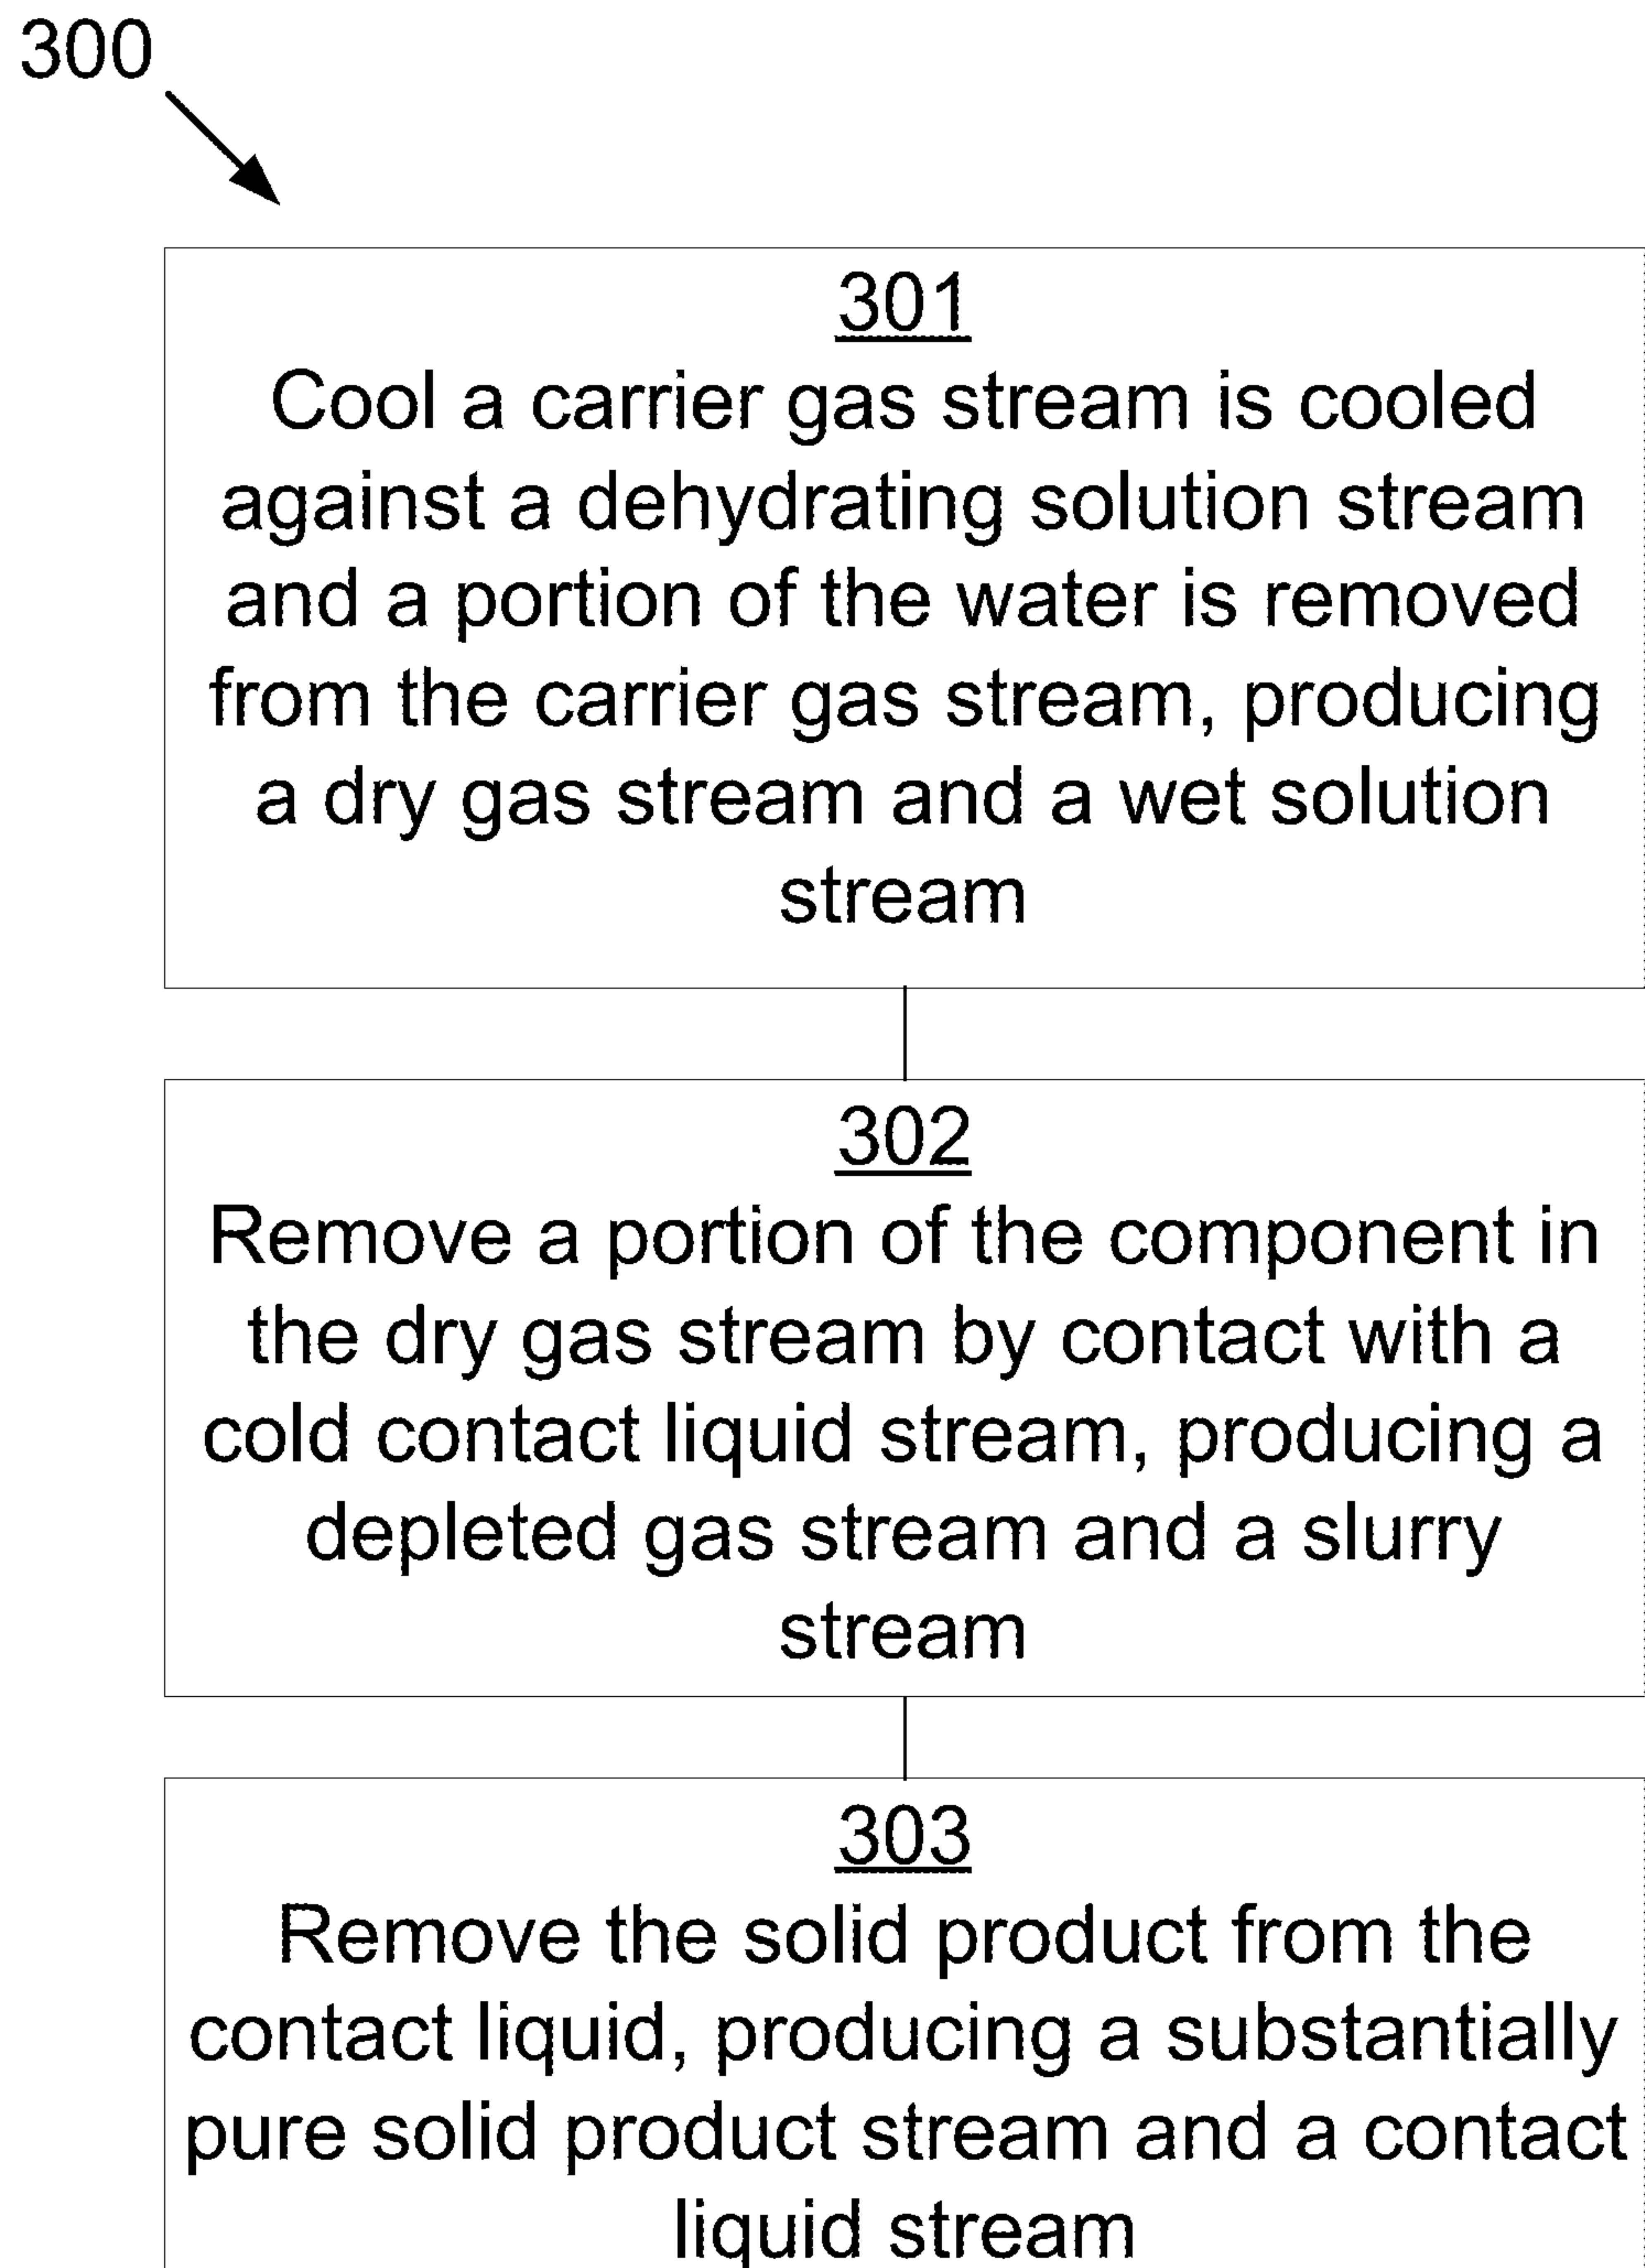 300
301
Cool a carrier gas stream is cooled
against a dehydrating solution stream
and a portion of the water is removed
from the carrier gas stream, producing
a dry gas stream and a wet solution
stream
302
Remove a portion of the component in
the dry gas stream by contact with a
cold contact liquid stream, producing a
depleted gas stream and a slurry
stream
303
Remove the solid product from the
contact liquid, producing a substantially
pure solid product stream and a contact
liquid stream